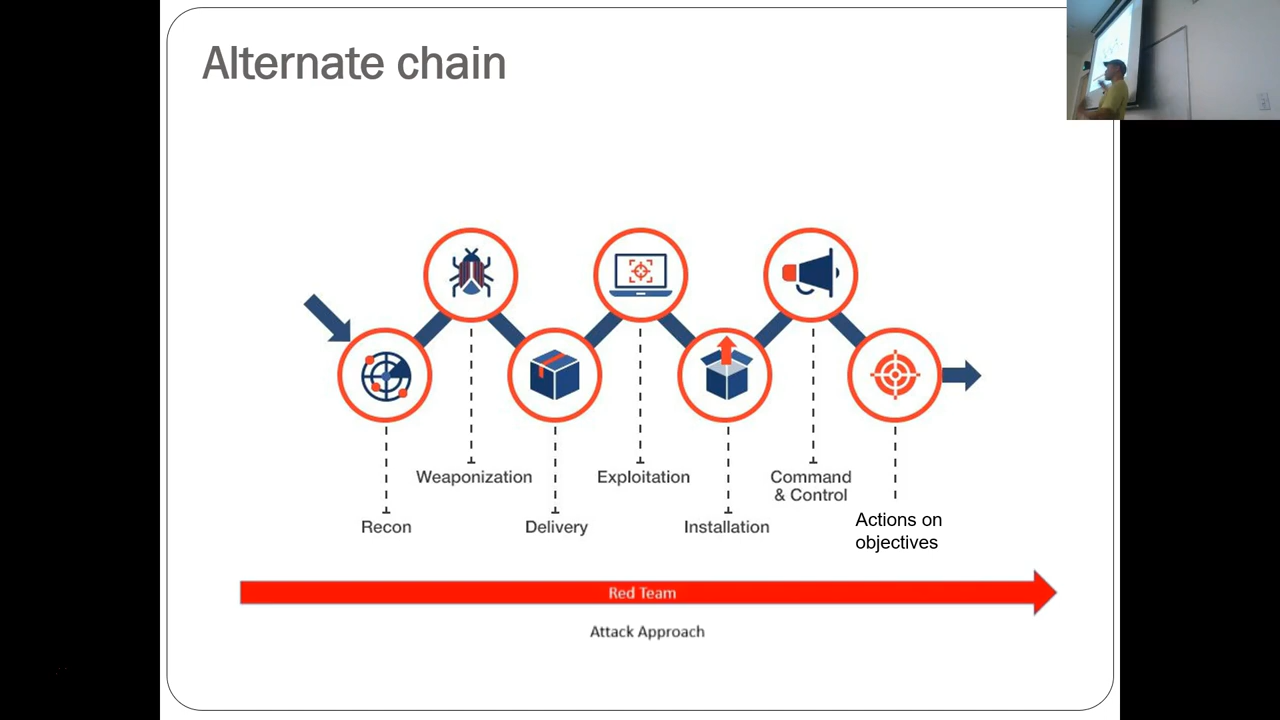 Alternate chain
Weaponization
Exploitation
Command
& Control
Recon
Delivery
Installation
Actions on
objectives
Red Team
Attack Approach